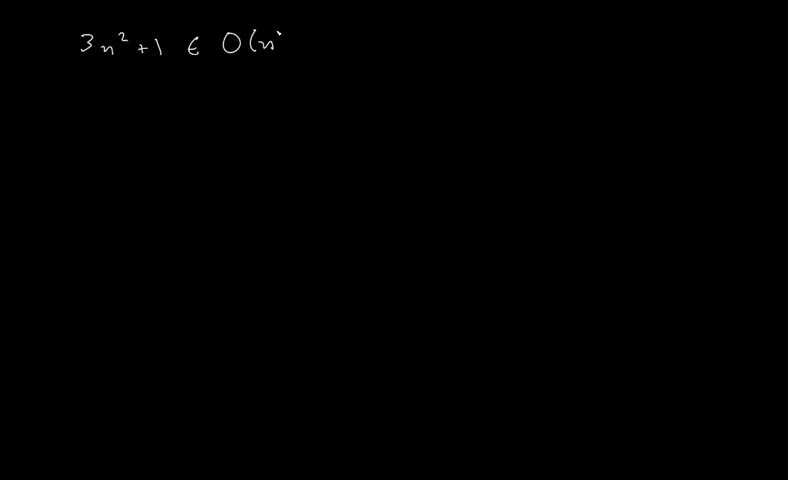 3n² + 1 ∈ O(n